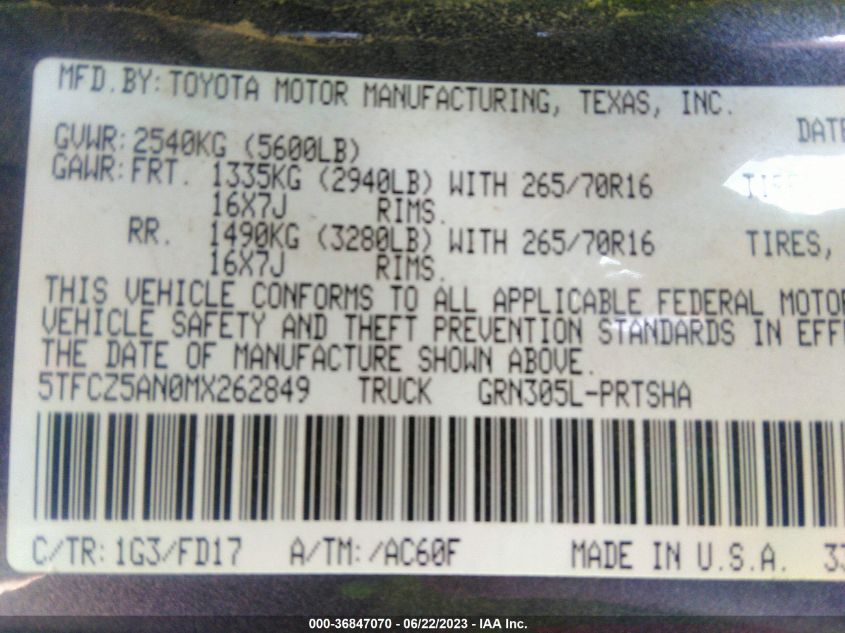 MFD. BY: TOYOTA MOTOR MANUFACTURING, TEXAS, INC.
DATE
GVWR: 2540KG (5600LB)
GAWR: FRT. 1335KG (2940LB) WITH 265/70R16
16X7J RIMS.
RR. 1490KG (3280LB) WITH 265/70R16 TIRES,
16X7J RIMS.
THIS VEHICLE CONFORMS TO ALL APPLICABLE FEDERAL MOTOR
VEHICLE SAFETY AND THEFT PREVENTION STANDARDS IN EFFE
THE DATE OF MANUFACTURE SHOWN ABOVE.
5TFCZ5AN0MX262849 TRUCK GRN305L-PRTSHA
C/TR: 1G3/FD17 A/TM: /AC60F MADE IN U.S.A. 33
000-36847070 - 06/22/2023 - IAA Inc.